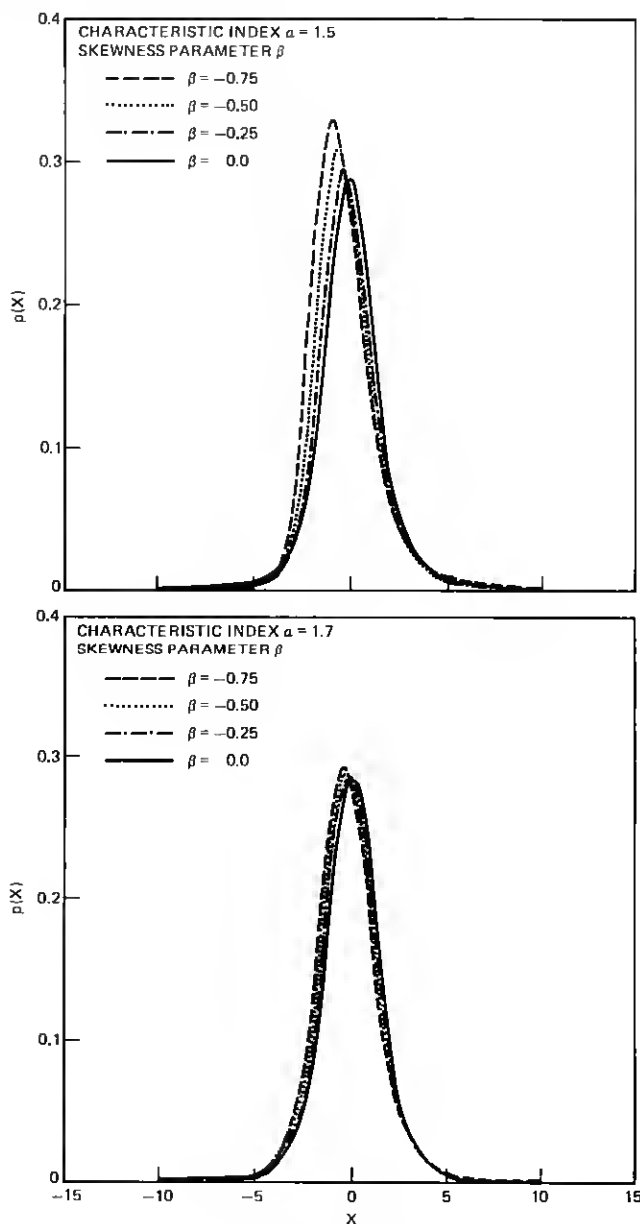 0.4
CHARACTERISTIC INDEX α = 1.5
SKEWNESS PARAMETER β
β = −0.75
β = −0.50
β = −0.25
β = 0.0
0.3
0.2
0.1
0
p(X)
0.4
CHARACTERISTIC INDEX α = 1.7
SKEWNESS PARAMETER β
β = −0.75
β = −0.50
β = −0.25
β = 0.0
0.3
0.2
0.1
0
p(X)
−15 −10 −5 0 5 10 15
X